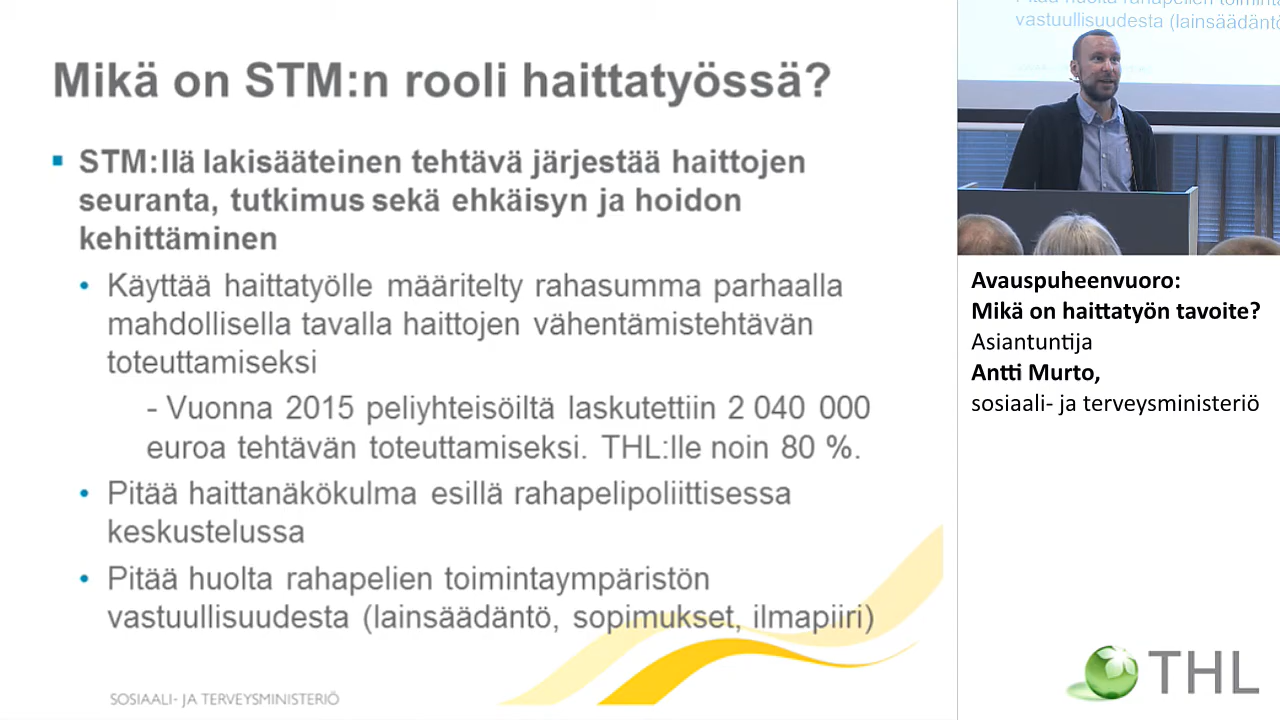 Mikä on STM:n rooli haittatyössä?
▪ STM:llä lakisääteinen tehtävä järjestää haittojen
seuranta, tutkimus sekä ehkäisyn ja hoidon
kehittäminen
• Käyttää haittatyölle määritelty rahasumma parhaalla
mahdollisella tavalla haittojen vähentämistehtävän
toteuttamiseksi
- Vuonna 2015 peliyhteisöiltä laskutettiin 2 040 000
euroa tehtävän toteuttamiseksi. THL:lle noin 80 %.
• Pitää haittanäkökulma esillä rahapelipoliittisessa
keskustelussa
• Pitää huolta rahapelien toimintaympäristön
vastuullisuudesta (lainsäädäntö, sopimukset, ilmapiiri)
SOSIAALI- JA TERVEYSMINISTERIÖ
Pitää huolta rahapelien toiminta
vastuullisuudesta (lainsäädäntö
Avauspuheenvuoro:
Mikä on haittatyön tavoite?
Asiantuntija
Antti Murto,
sosiaali- ja terveysministeriö
THL